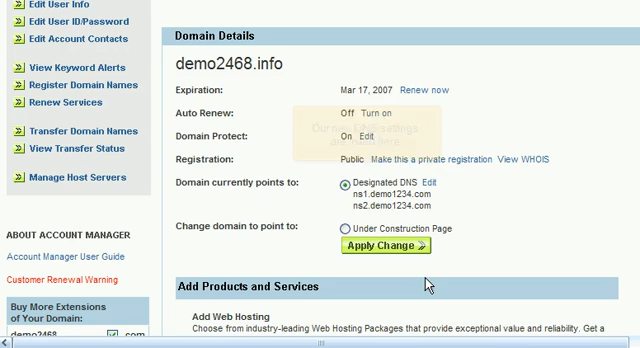 Edit User Info
Edit User ID/Password
Edit Account Contacts
View Keyword Alerts
Register Domain Names
Renew Services
Transfer Domain Names
View Transfer Status
Manage Host Servers
ABOUT ACCOUNT MANAGER
Account Manager User Guide
Customer Renewal Warning
Buy More Extensions
of Your Domain:
demo2468 .com
Domain Details
demo2468.info
Expiration: Mar 17, 2007 Renew now
Auto Renew: Off Turn on
Domain Protect: On Edit
Registration: Public Make this a private registration View WHOIS
Domain currently points to: Designated DNS Edit
ns1.demo1234.com
ns2.demo1234.com
Change domain to point to: Under Construction Page
Apply Change
Add Products and Services
Add Web Hosting
Choose from industry-leading Web Hosting Packages that provide exceptional value and reliability. Get a